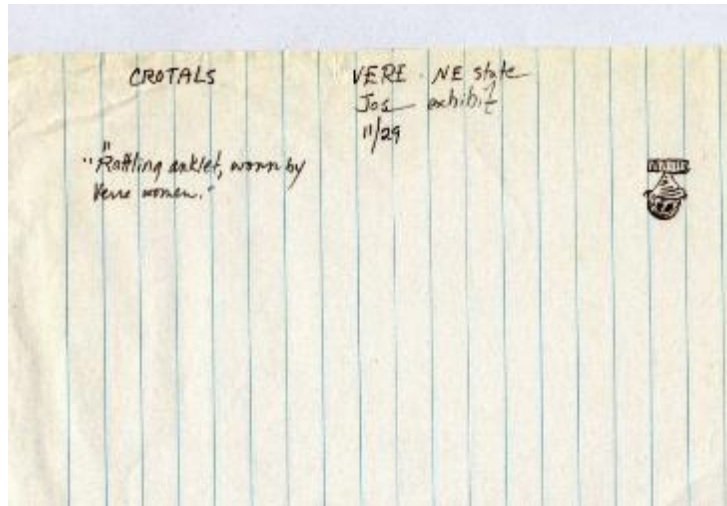 CROTALS
VERE . NE state
Jos exhibit
11/29
"Rattling anklet, worn by
Vere women."